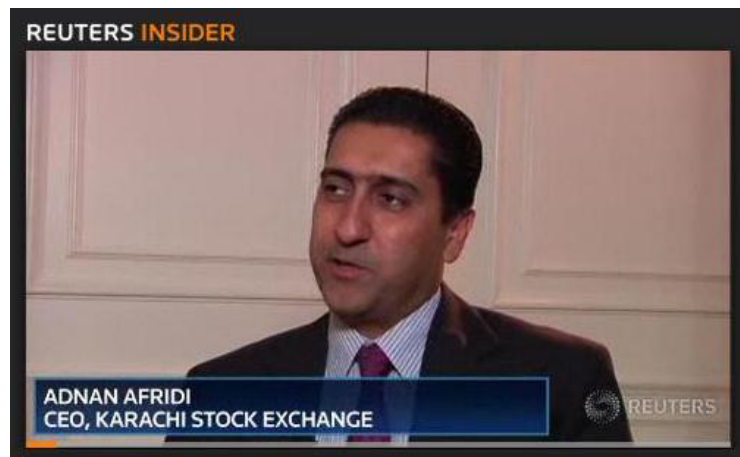 REUTERS INSIDER
ADNAN AFRIDI
CEO, KARACHI STOCK EXCHANGE
REUTERS